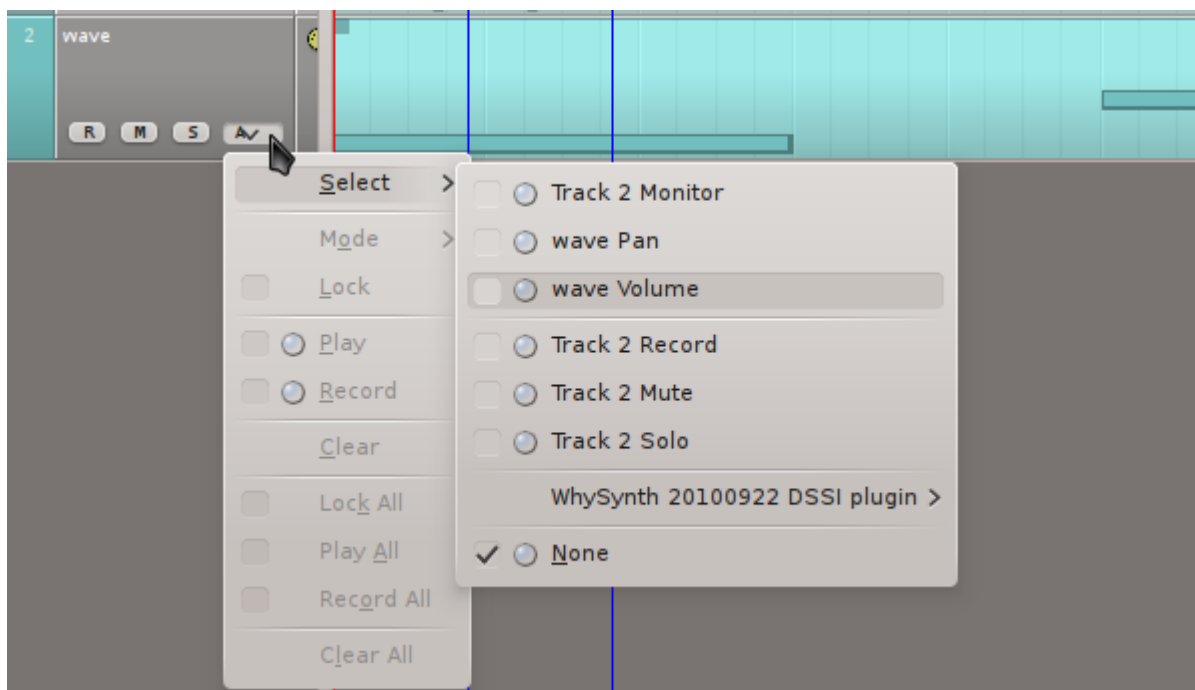 2 wave
R M S A
Select
Mode
Lock
Play
Record
Clear
Lock All
Play All
Record All
Clear All
Track 2 Monitor
wave Pan
wave Volume
Track 2 Record
Track 2 Mute
Track 2 Solo
WhySynth 20100922 DSSI plugin
None